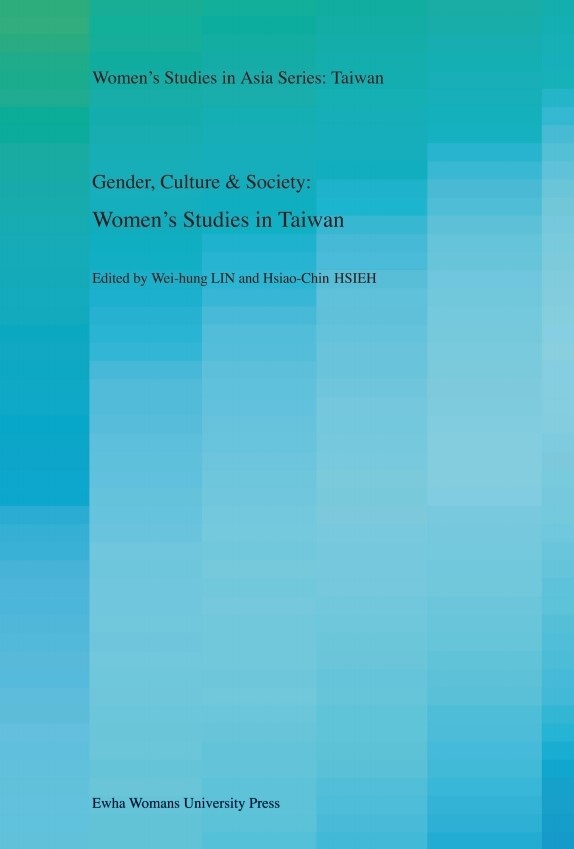 Women’s Studies in Asia Series: Taiwan
Gender, Culture & Society:
Women’s Studies in Taiwan
Edited by Wei-hung LIN and Hsiao-Chin HSIEH
Ewha Womans University Press